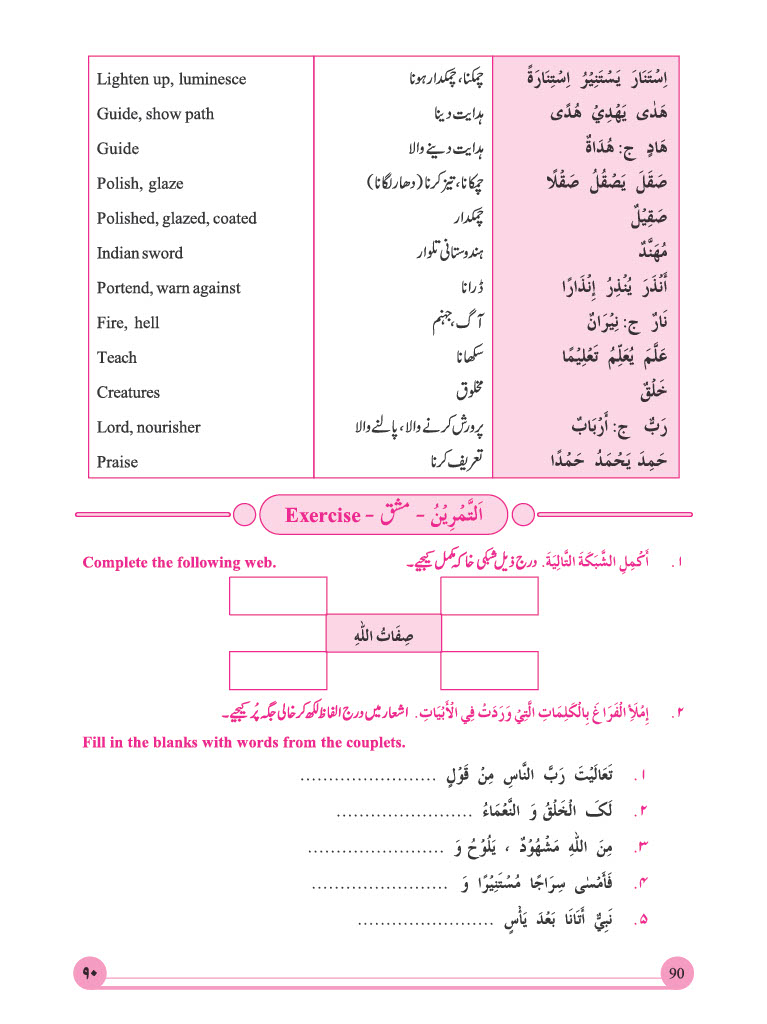 Lighten up, luminesce چمکنا، چمکدار ہونا اِسْتَنَارَ يَسْتَنِيْرُ اِسْتِنَارَةً
Guide, show path ہدایت دینا هَدٰى يَهْدِيْ هُدًى
Guide ہدایت دینے والا هَادٍ ج: هُدَاةٌ
Polish, glaze چمکانا، تیز کرنا (دھار لگانا) صَقَلَ يَصْقُلُ صَقْلًا
Polished, glazed, coated چمکدار صَقِيْلٌ
Indian sword ہندوستانی تلوار مُهَنَّدٌ
Portend, warn against ڈرانا أَنْذَرَ يُنْذِرُ إِنْذَارًا
Fire, hell آگ، جہنم نَارٌ ج: نِيْرَانٌ
Teach سکھانا عَلَّمَ يُعَلِّمُ تَعْلِيْمًا
Creatures مخلوق خَلْقٌ
Lord, nourisher پرورش کرنے والا، پالنے والا رَبٌّ ج: أَرْبَابٌ
Praise تعریف کرنا حَمِدَ يَحْمَدُ حَمْدًا
اَلتَّمْرِيْنُ - مشق - Exercise
۱. أَكْمِلِ الشَّبَكَةَ التَّالِيَةَ. درج ذیل شبکی خاکہ مکمل کیجیے۔ Complete the following web.
صِفَاتُ اللهِ
۲. اِمْلَأِ الْفَرَاغَ بِالْكَلِمَاتِ الَّتِيْ وَرَدَتْ فِي الْأَبْيَاتِ. اشعار میں درج الفاظ لکھ کر خالی جگہ پُر کیجیے۔
Fill in the blanks with words from the couplets.
۱. تَعَالَيْتَ رَبَّ النَّاسِ مِنْ قَوْلٍ ........................
۲. لَکَ الْخَلْقُ وَ النَّعْمَاءُ ........................
۳. مِنَ اللهِ مَشْهُوْدٌ ، يَلُوْحُ وَ ........................
۴. فَأَمْسٰى سِرَاجًا مُسْتَنِيْرًا وَ ........................
۵. نَبِيٌّ أَتَانَا بَعْدَ يَأْسٍ ........................
۹۰ 90